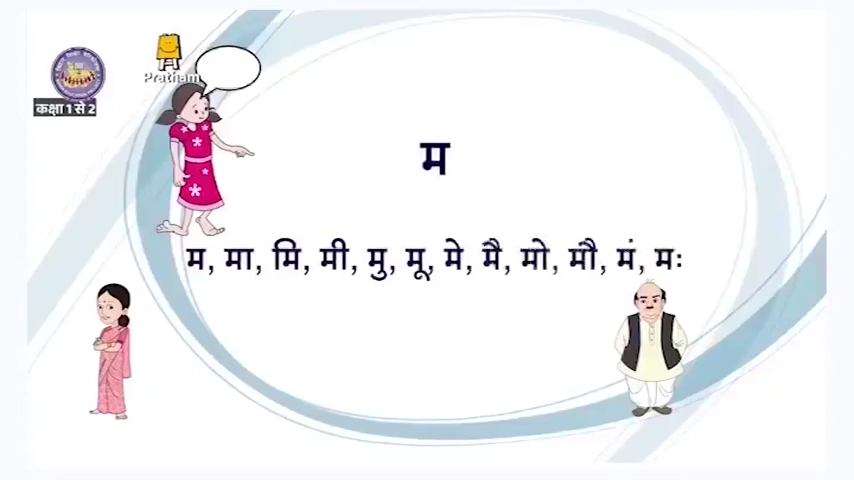 Pratham
कक्षा 1 से 2
म
म, मा, मि, मी, मु, मू, मे, मै, मो, मौ, मं, मः